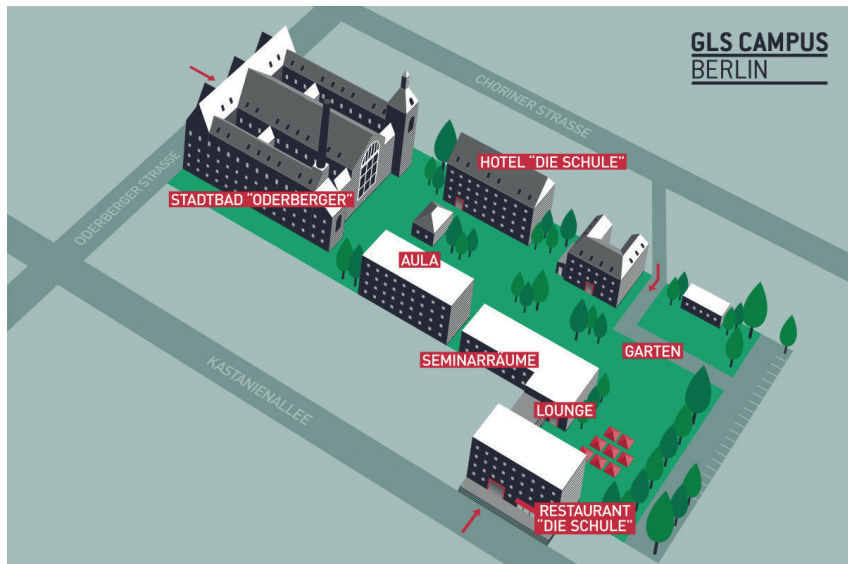 GLS CAMPUS
BERLIN
CHORINER STRASSE
HOTEL "DIE SCHULE"
ODERBERGER STRASSE
STADTBAD "ODERBERGER"
AULA
SEMINARRÄUME
GARTEN
KASTANIENALLEE
LOUNGE
RESTAURANT
"DIE SCHULE"